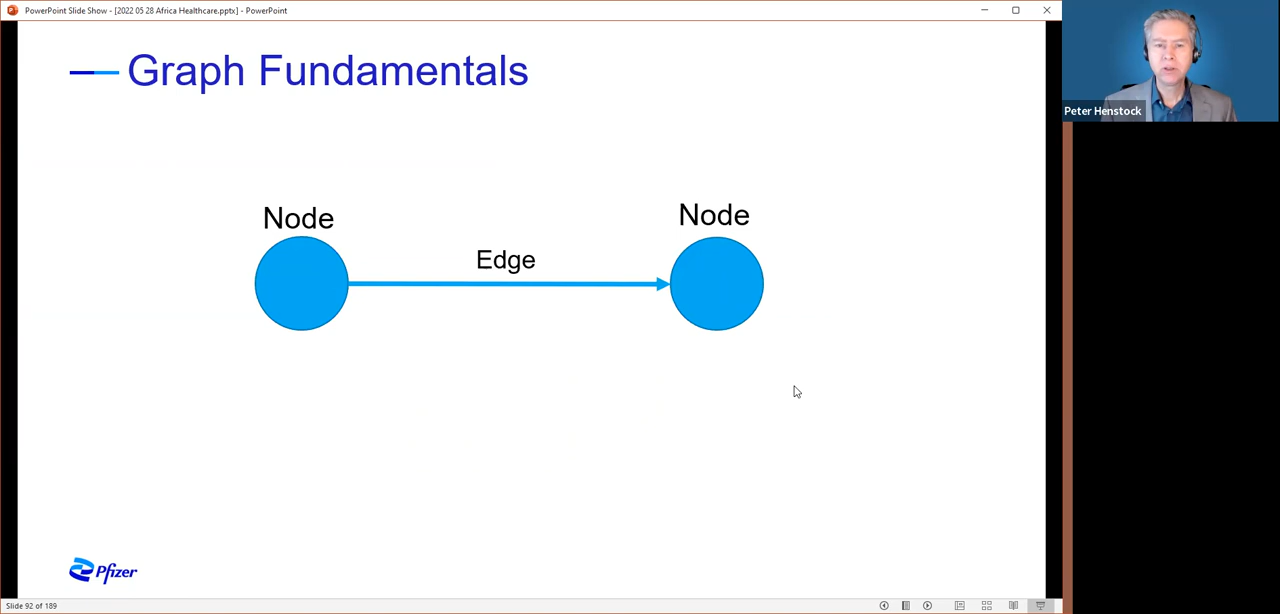 PowerPoint Slide Show - [2022 05 28 Africa Healthcare.pptx] - PowerPoint
Graph Fundamentals
Peter Henstock
Node
Node
Edge
Pfizer
Slide 92 of 189